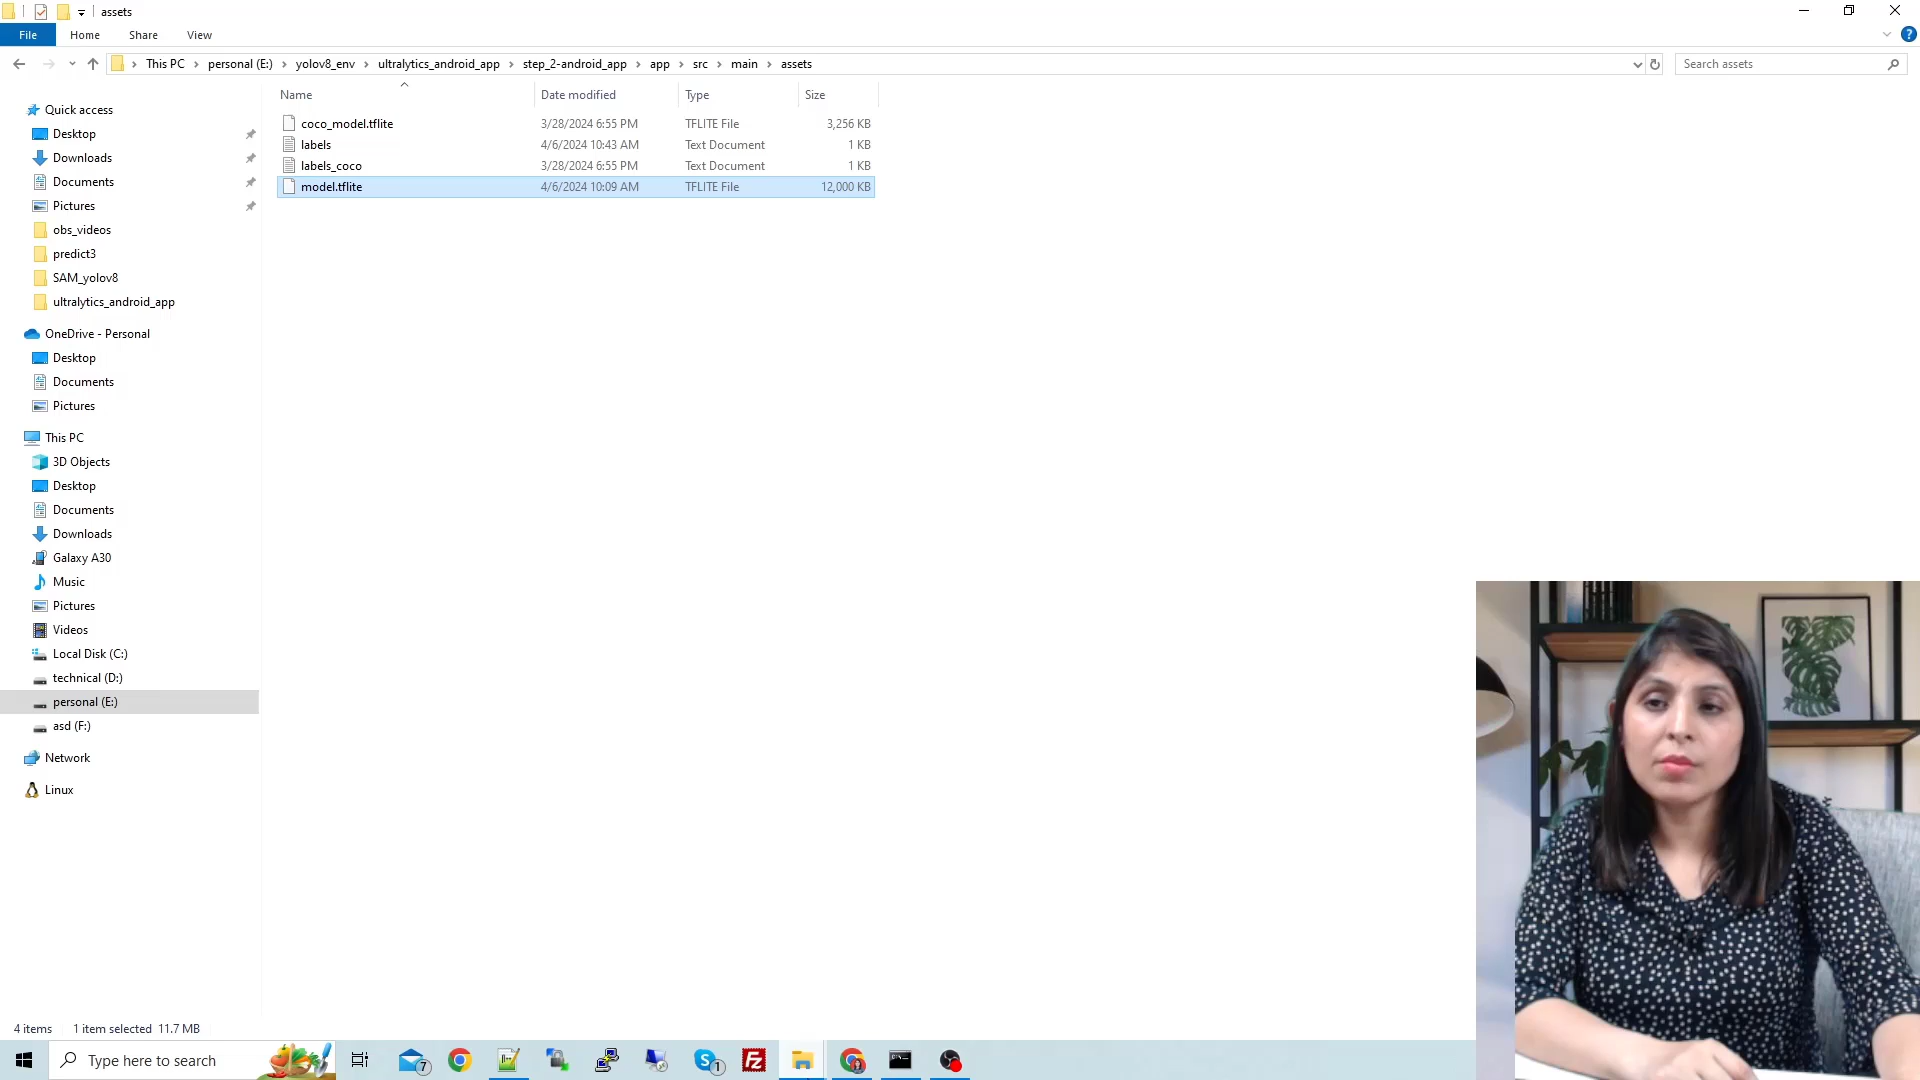 assets
File Home Share View
This PC personal (E:) yolov8_env ultralytics_android_app step_2-android_app app src main assets
Search assets
Name Date modified Type Size
coco_model.tflite 3/28/2024 6:55 PM TFLITE File 3,256 KB
labels 4/6/2024 10:43 AM Text Document 1 KB
labels_coco 3/28/2024 6:55 PM Text Document 1 KB
model.tflite 4/6/2024 10:09 AM TFLITE File 12,000 KB
Quick access
Desktop
Downloads
Documents
Pictures
obs_videos
predict3
SAM_yolov8
ultralytics_android_app
OneDrive - Personal
Desktop
Documents
Pictures
This PC
3D Objects
Desktop
Documents
Downloads
Galaxy A30
Music
Pictures
Videos
Local Disk (C:)
technical (D:)
personal (E:)
asd (F:)
Network
Linux
4 items 1 item selected 11.7 MB
Type here to search
7
1